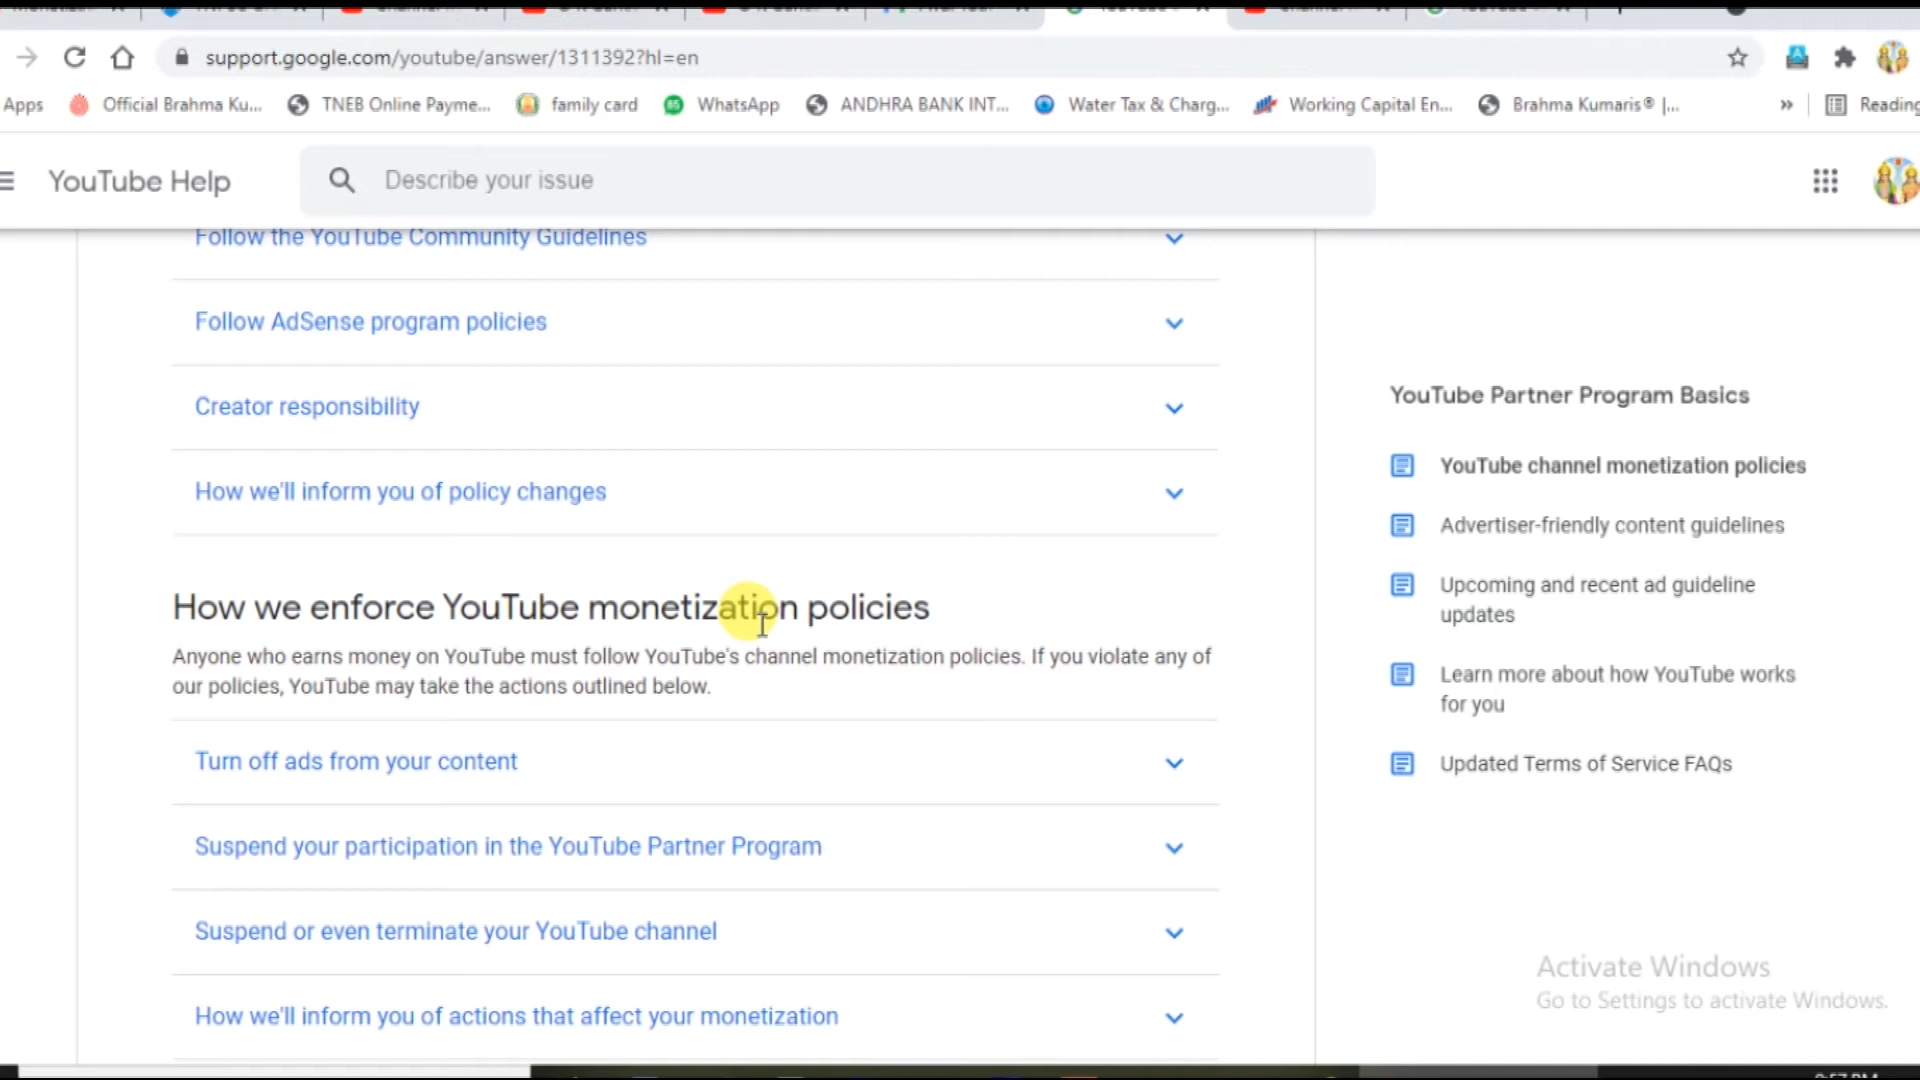 support.google.com/youtube/answer/1311392?hl=en
Apps
Official Brahma Ku...
TNEB Online Payme...
family card
WhatsApp
ANDHRA BANK INT...
Water Tax & Charg...
Working Capital En...
Brahma Kumaris® |...
»
Reading
YouTube Help
Describe your issue
Follow the YouTube Community Guidelines
Follow AdSense program policies
Creator responsibility
How we'll inform you of policy changes
How we enforce YouTube monetization policies
Anyone who earns money on YouTube must follow YouTube's channel monetization policies. If you violate any of
our policies, YouTube may take the actions outlined below.
Turn off ads from your content
Suspend your participation in the YouTube Partner Program
Suspend or even terminate your YouTube channel
How we'll inform you of actions that affect your monetization
YouTube Partner Program Basics
YouTube channel monetization policies
Advertiser-friendly content guidelines
Upcoming and recent ad guideline
updates
Learn more about how YouTube works
for you
Updated Terms of Service FAQs
Activate Windows
Go to Settings to activate Windows.